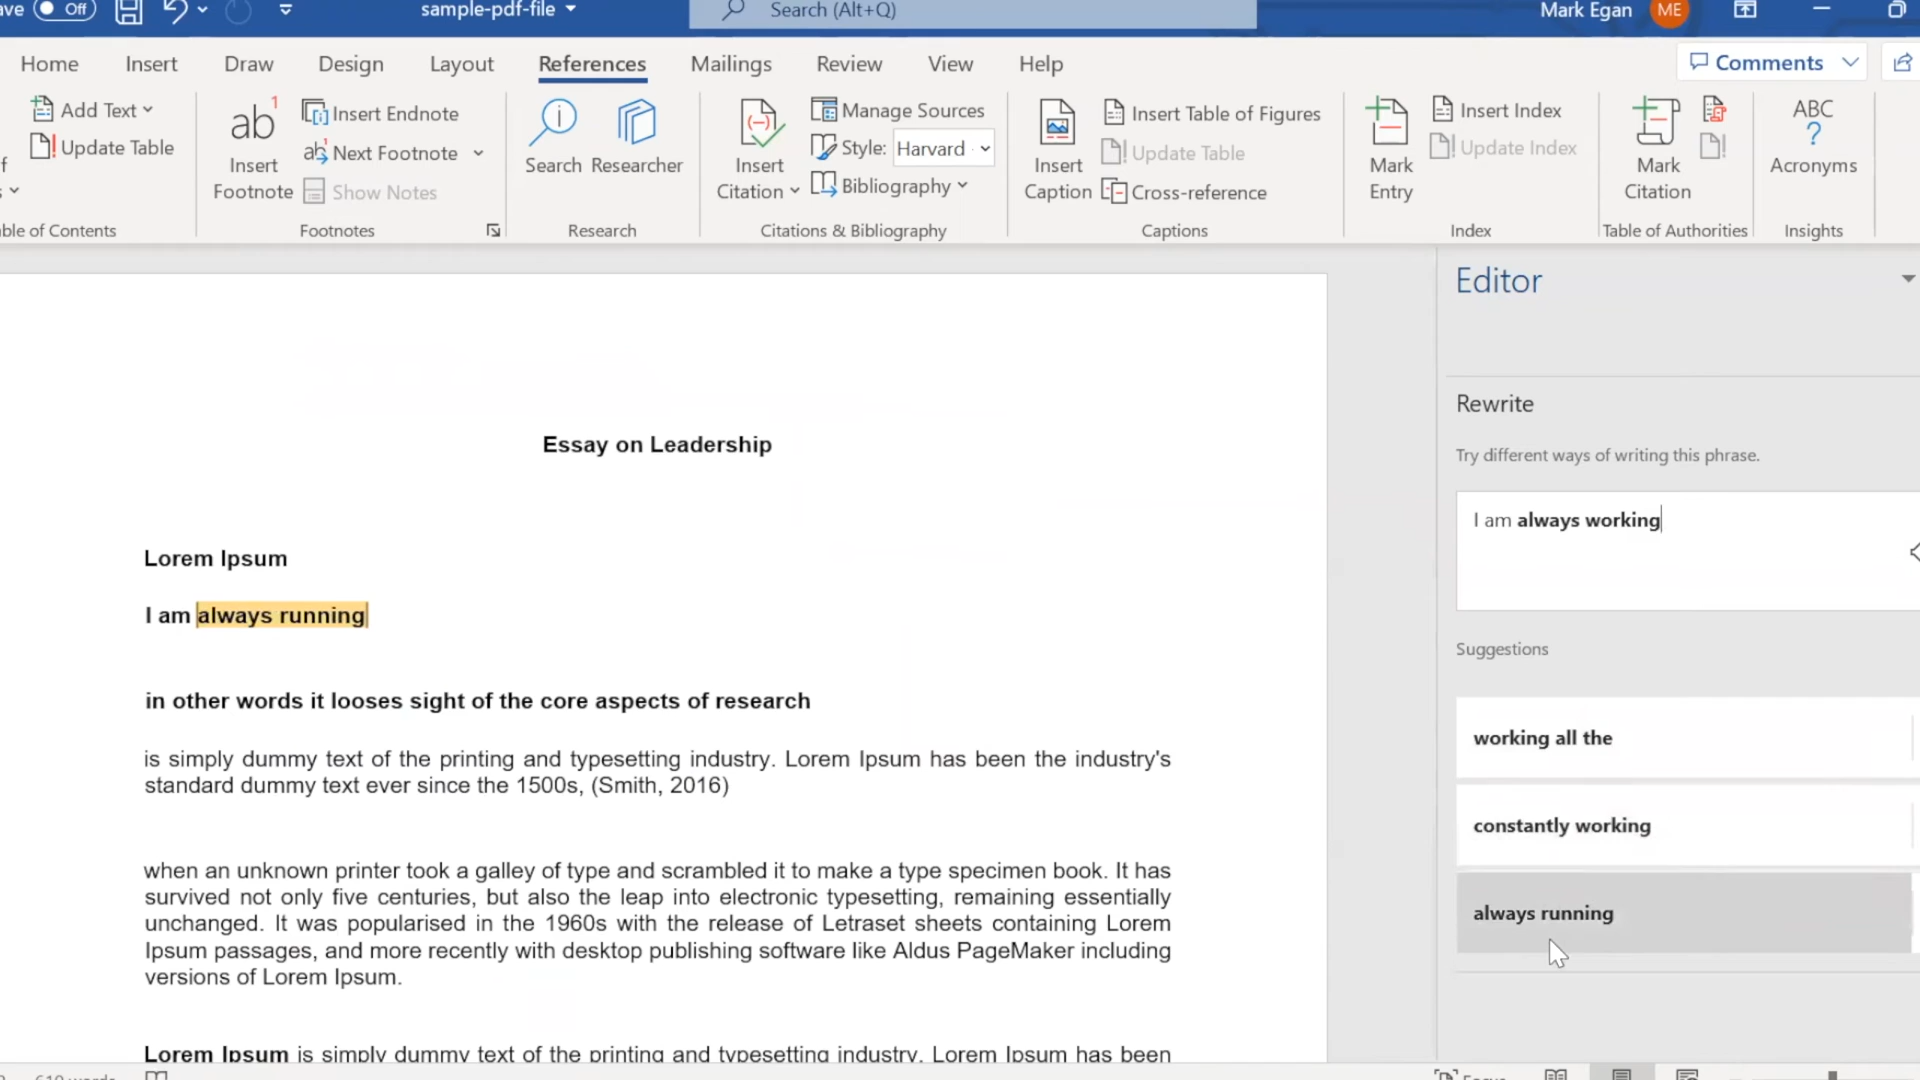 Off
sample-pdf-file
Search (Alt+Q)
Mark Egan
ME
Home
Insert
Draw
Design
Layout
References
Mailings
Review
View
Help
Comments
Add Text
Update Table
ble of Contents
ab 1
Insert
Footnote
Insert Endnote
Next Footnote
Show Notes
Footnotes
Search
Researcher
Research
Insert
Citation
Manage Sources
Style: Harvard
Bibliography
Citations & Bibliography
Insert
Caption
Insert Table of Figures
Update Table
Cross-reference
Captions
Mark
Entry
Insert Index
Update Index
Index
Mark
Citation
Table of Authorities
ABC
?
Acronyms
Insights
Essay on Leadership
Lorem Ipsum
I am always running
in other words it looses sight of the core aspects of research
is simply dummy text of the printing and typesetting industry. Lorem Ipsum has been the industry's
standard dummy text ever since the 1500s, (Smith, 2016)
when an unknown printer took a galley of type and scrambled it to make a type specimen book. It has
survived not only five centuries, but also the leap into electronic typesetting, remaining essentially
unchanged. It was popularised in the 1960s with the release of Letraset sheets containing Lorem
Ipsum passages, and more recently with desktop publishing software like Aldus PageMaker including
versions of Lorem Ipsum.
Lorem Ipsum is simply dummy text of the printing and typesetting industry. Lorem Ipsum has been
Editor
Rewrite
Try different ways of writing this phrase.
I am always working
Suggestions
working all the
constantly working
always running